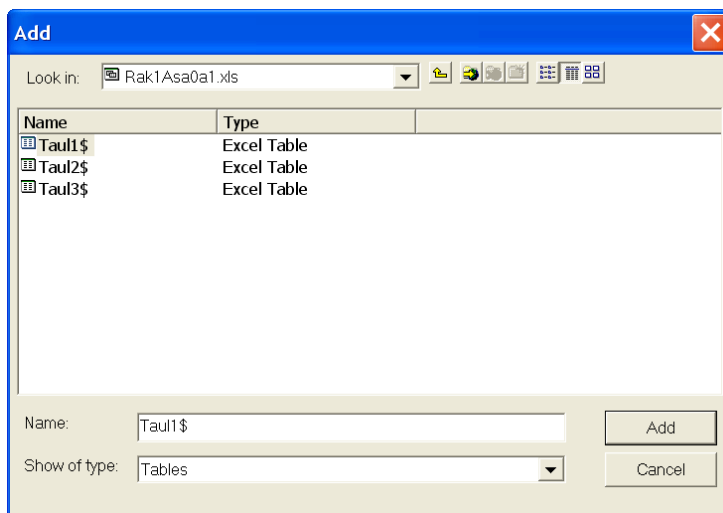 Add
Look in: Rak1Asa0a1.xls
Name Type
Taul1$ Excel Table
Taul2$ Excel Table
Taul3$ Excel Table
Name: Taul1$ Add
Show of type: Tables Cancel